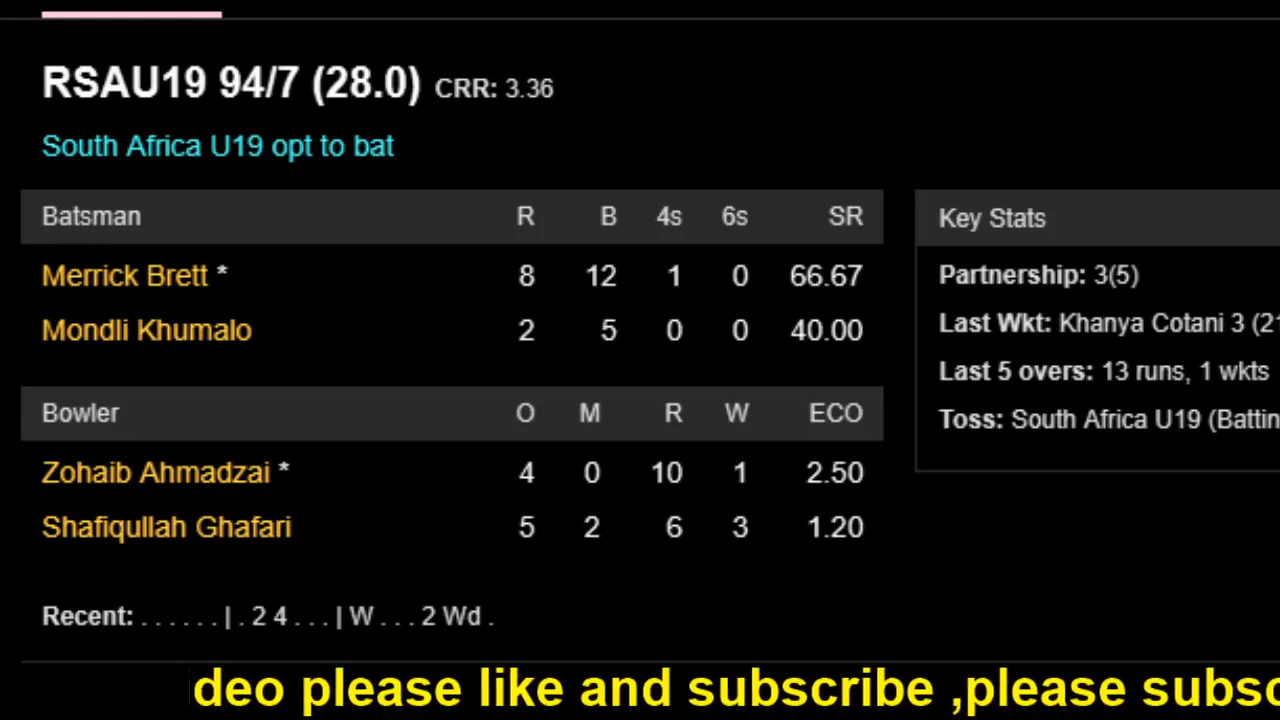 RSAU19 94/7 (28.0) CRR: 3.36
South Africa U19 opt to bat
Batsman R B 4s 6s SR
Merrick Brett * 8 12 1 0 66.67
Mondli Khumalo 2 5 0 0 40.00
Bowler O M R W ECO
Zohaib Ahmadzai * 4 0 10 1 2.50
Shafiqullah Ghafari 5 2 6 3 1.20
Recent: . . . . . . | . 2 4 . . . | W . . . 2 Wd .
Key Stats
Partnership: 3(5)
Last Wkt: Khanya Cotani 3 (21
Last 5 overs: 13 runs, 1 wkts
Toss: South Africa U19 (Battin
deo please like and subscribe ,please subsc